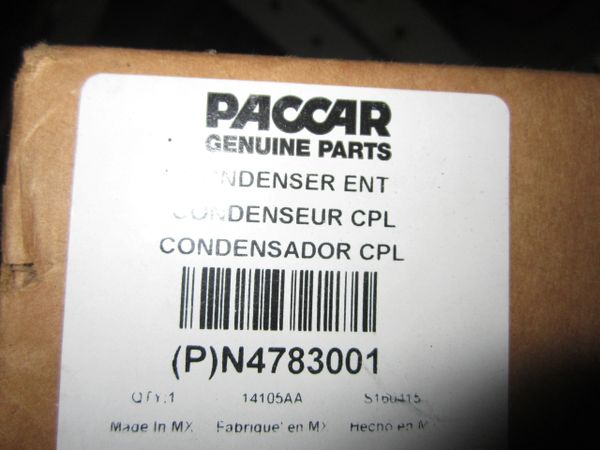 PACCAR
GENUINE PARTS
CONDENSER ENT
CONDENSEUR CPL
CONDENSADOR CPL
(P)N4783001
QTY.1 14105AA S160415
Made In MX Fabrique' en MX Hecho en